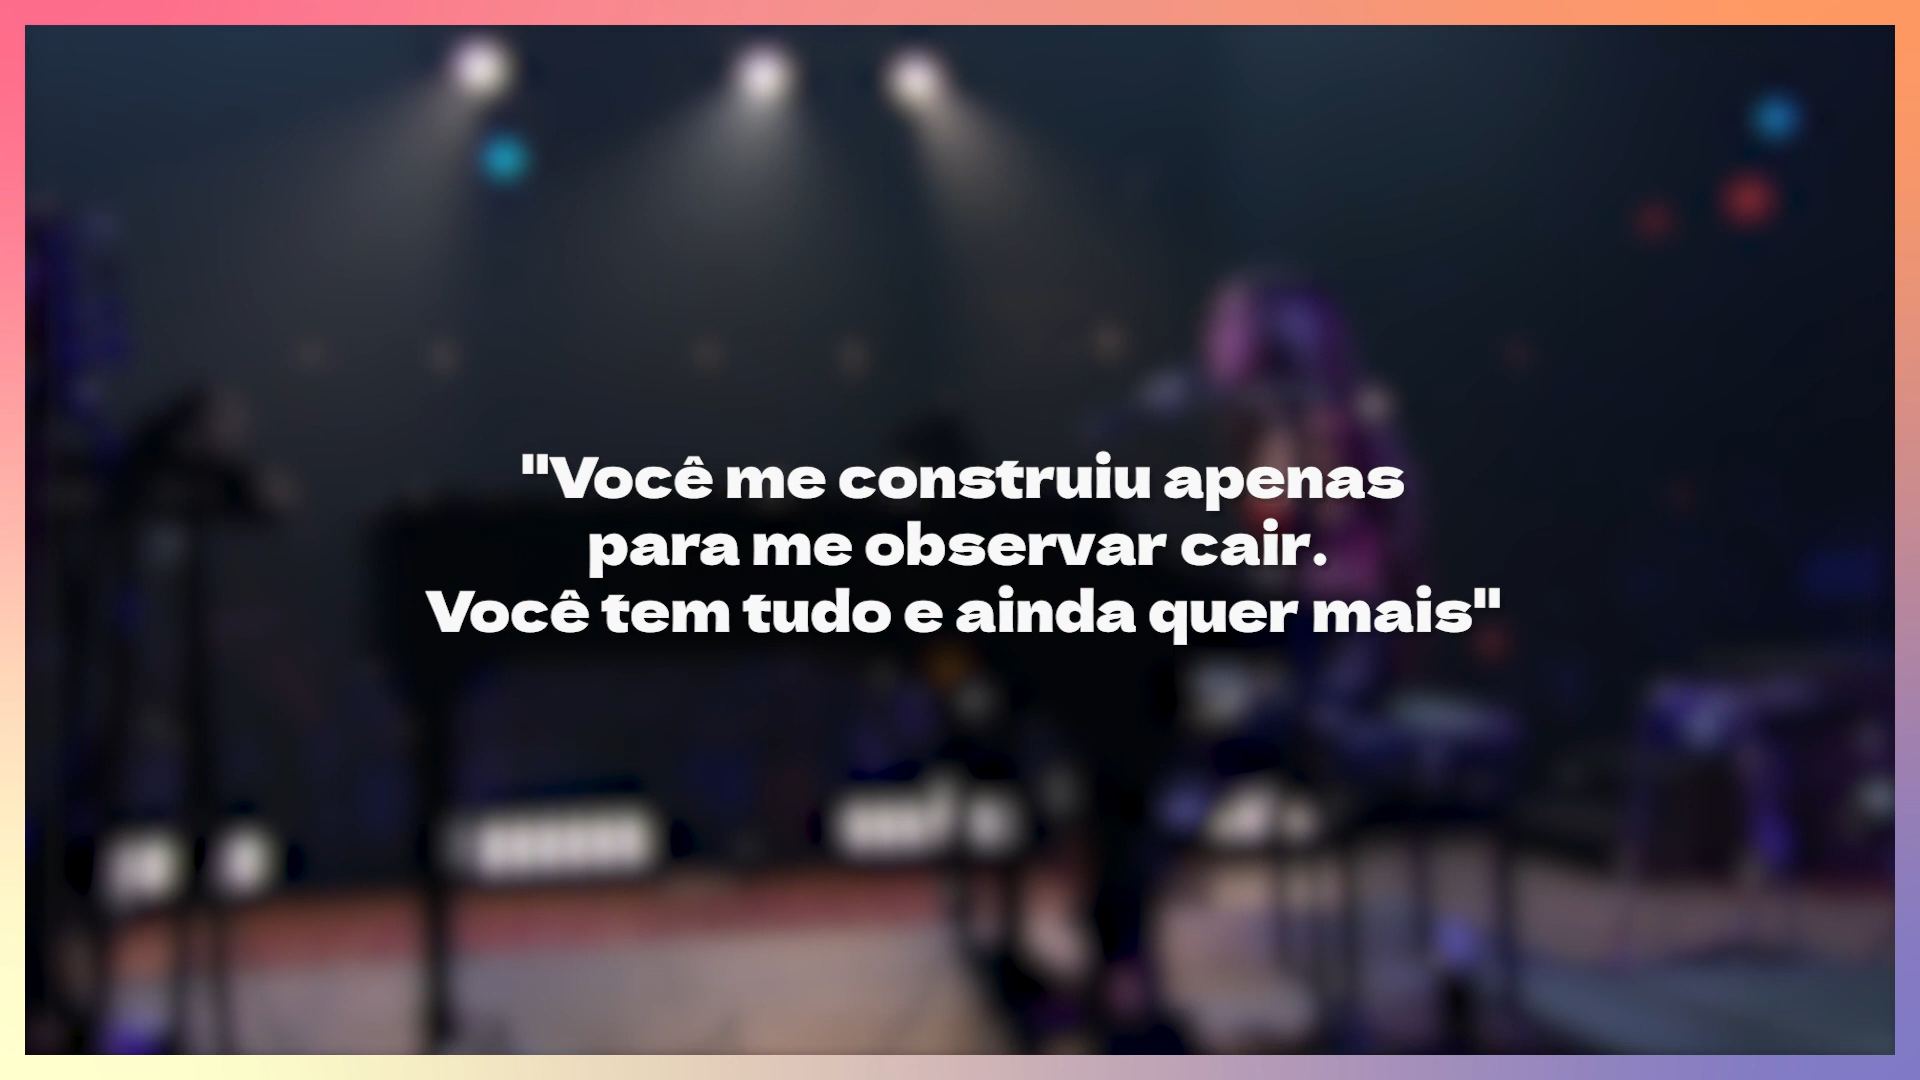 "Você me construiu apenas
para me observar cair.
Você tem tudo e ainda quer mais"